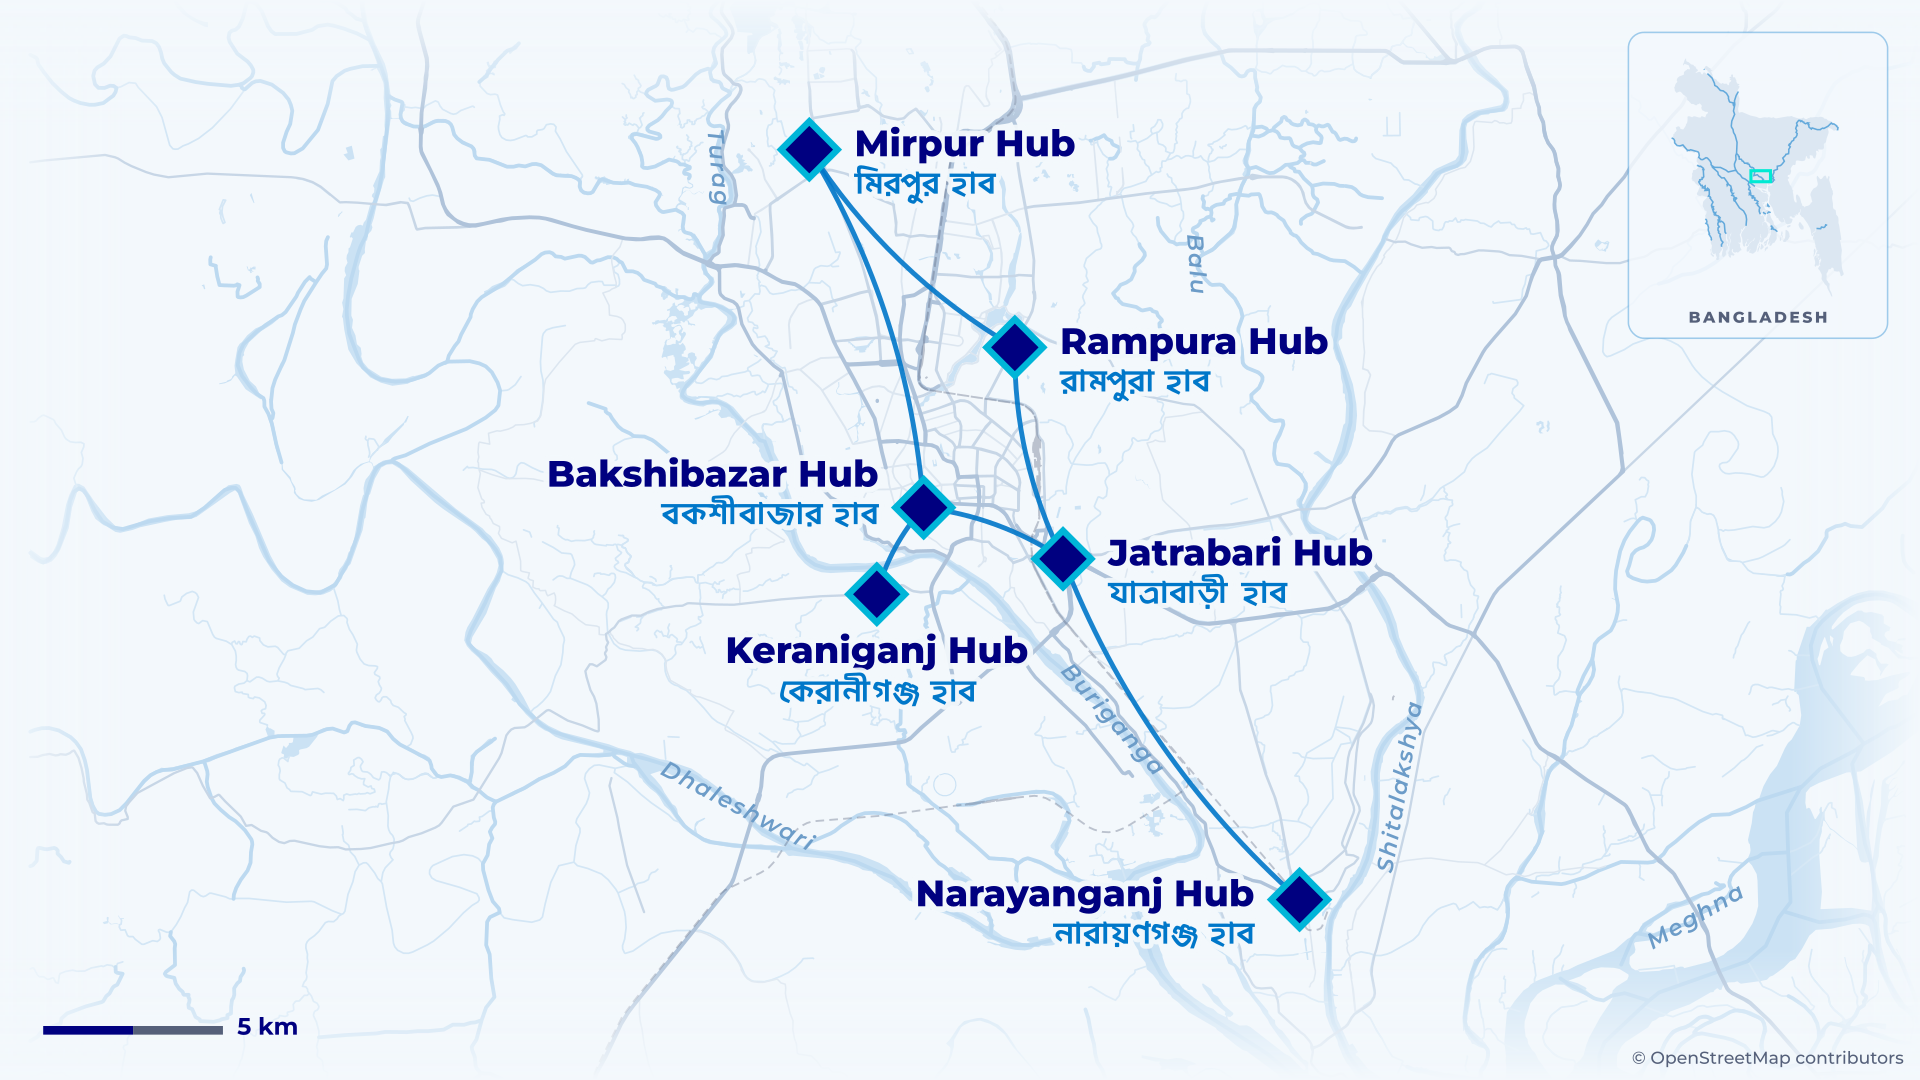 Mirpur Hub
মিরপুর হাব
Turag
Balu
BANGLADESH
Rampura Hub
রামপুরা হাব
Bakshibazar Hub
বকশীবাজার হাব
Jatrabari Hub
যাত্রাবাড়ী হাব
Keraniganj Hub
কেরানীগঞ্জ হাব
Buriganga
Shitalakshya
Dhaleshwari
Narayanganj Hub
নারায়ণগঞ্জ হাব
Meghna
5 km
© OpenStreetMap contributors